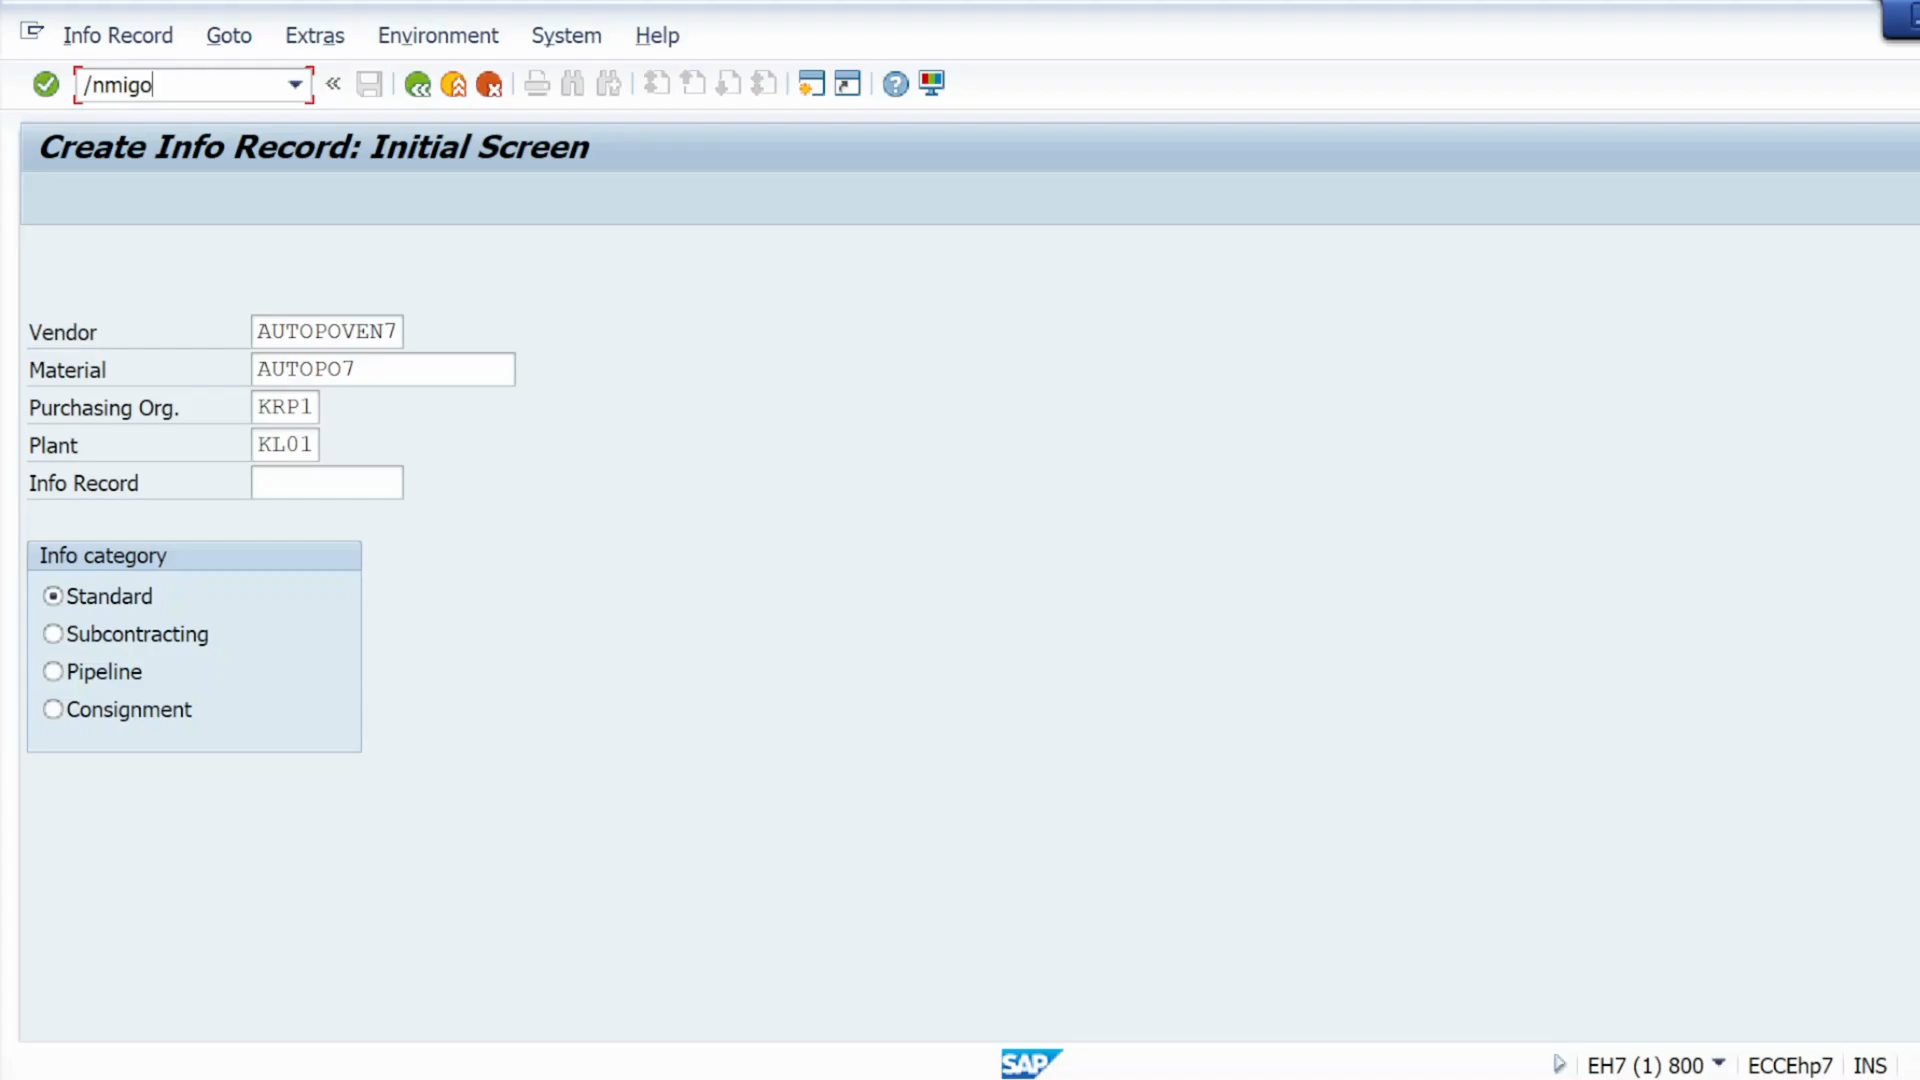 Info Record Goto Extras Environment System Help
/nmigo
Create Info Record: Initial Screen
Vendor AUTOPOVEN7
Material AUTOPO7
Purchasing Org. KRP1
Plant KL01
Info Record
Info category
Standard
Subcontracting
Pipeline
Consignment
SAP EH7 (1) 800 ECCEhp7 INS